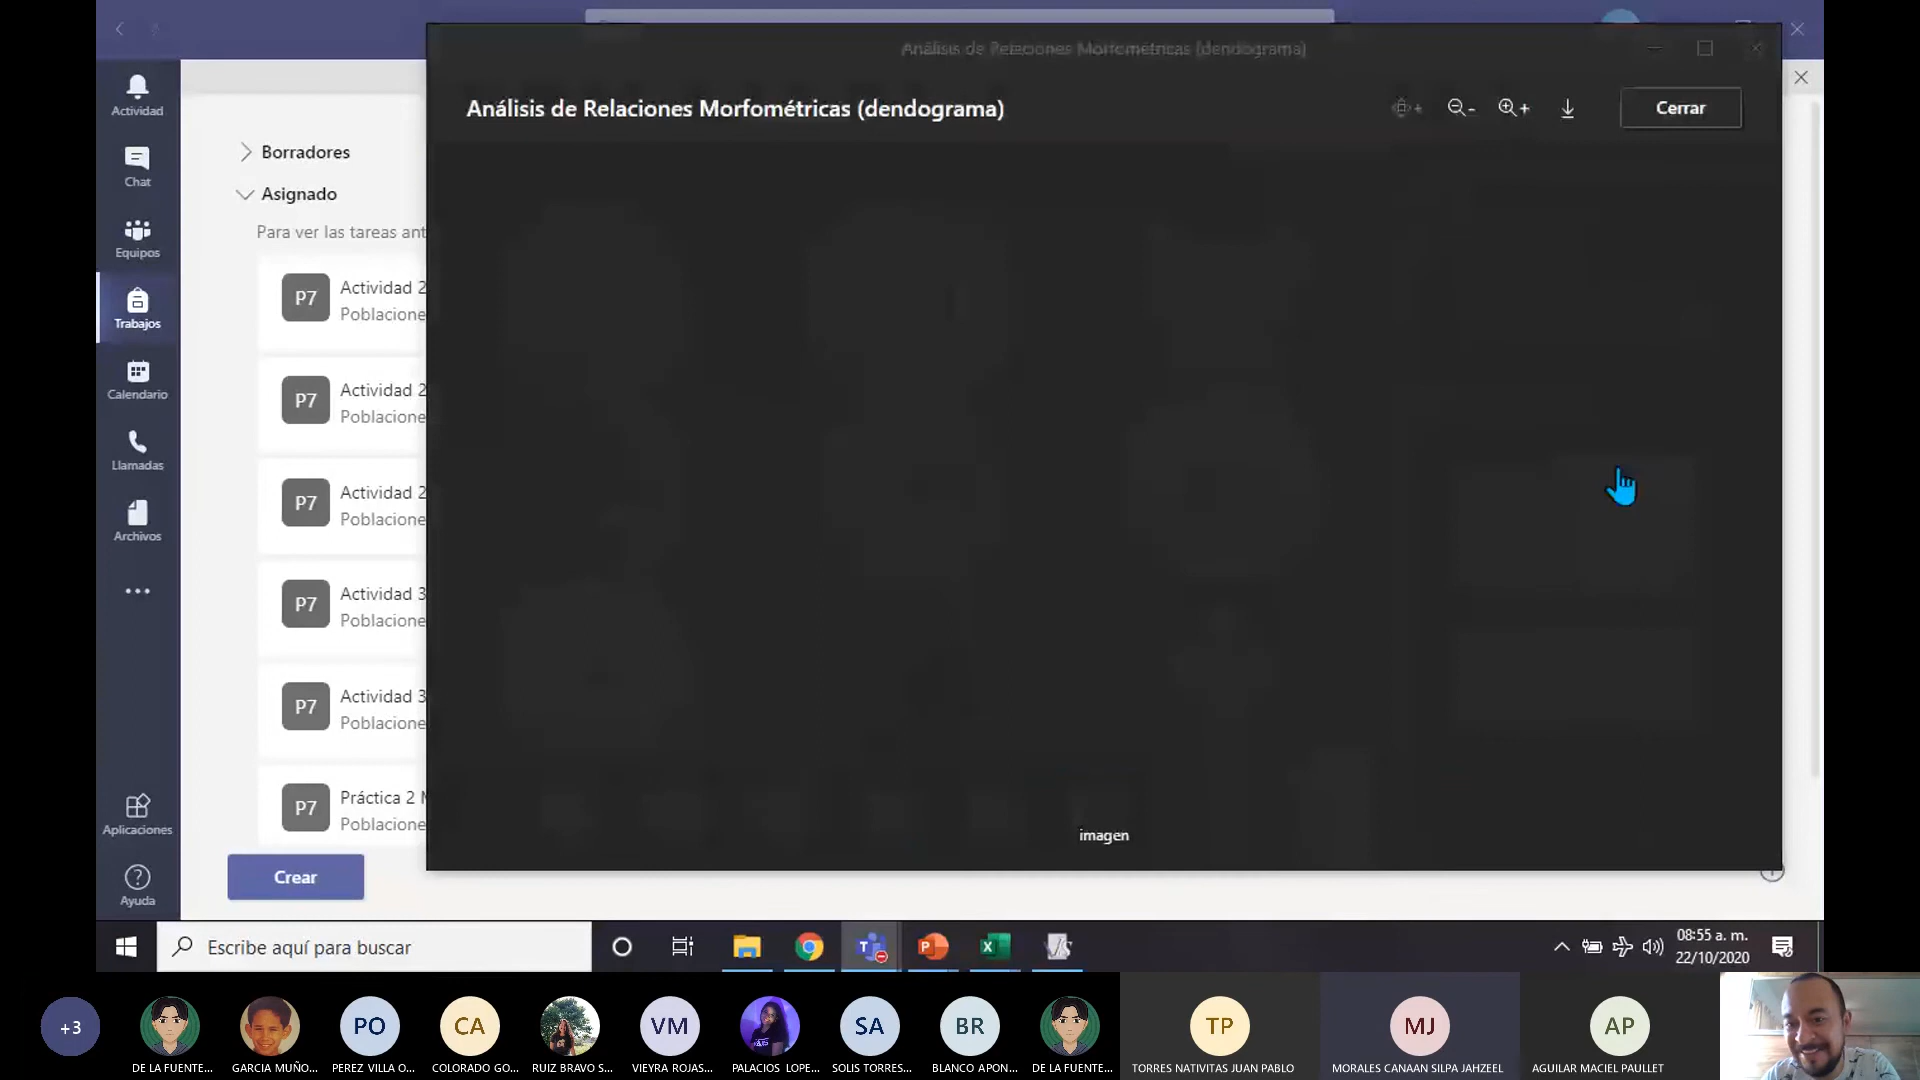 Análisis de Relaciones Morfométricas (dendograma)
Análisis de Relaciones Morfométricas (dendograma)
Cerrar
Actividad
Chat
Equipos
Trabajos
Calendario
Llamadas
Archivos
Aplicaciones
Ayuda
Borradores
Asignado
Para ver las tareas ant
P7
Actividad 2
Poblacione
P7
Actividad 2
Poblacione
P7
Actividad 2
Poblacione
P7
Actividad 3
Poblacione
P7
Actividad 3
Poblacione
P7
Práctica 2
Poblacione
imagen
Crear
Escribe aquí para buscar
08:55 a. m.
22/10/2020
+3
PO
CA
VM
SA
BR
TP
MJ
AP
DE LA FUENTE...
GARCIA MUÑO...
PEREZ VILLA O...
COLORADO GO...
RUIZ BRAVO S...
VIEYRA ROJAS...
PALACIOS LOPE...
SOLIS TORRES...
BLANCO APON...
DE LA FUENTE...
TORRES NATIVITAS JUAN PABLO
MORALES CANAAN SILPA JAHZEEL
AGUILAR MACIEL PAULLET